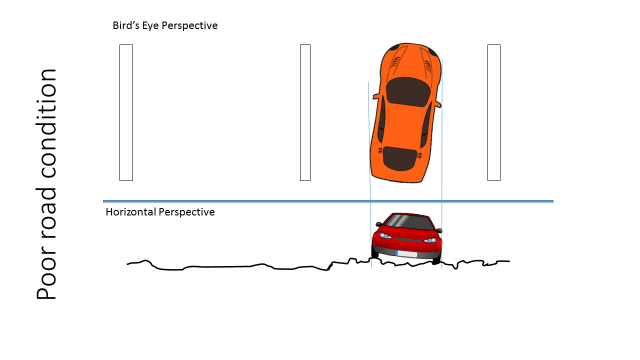 Bird's Eye Perspective
Poor road condition
Horizontal Perspective